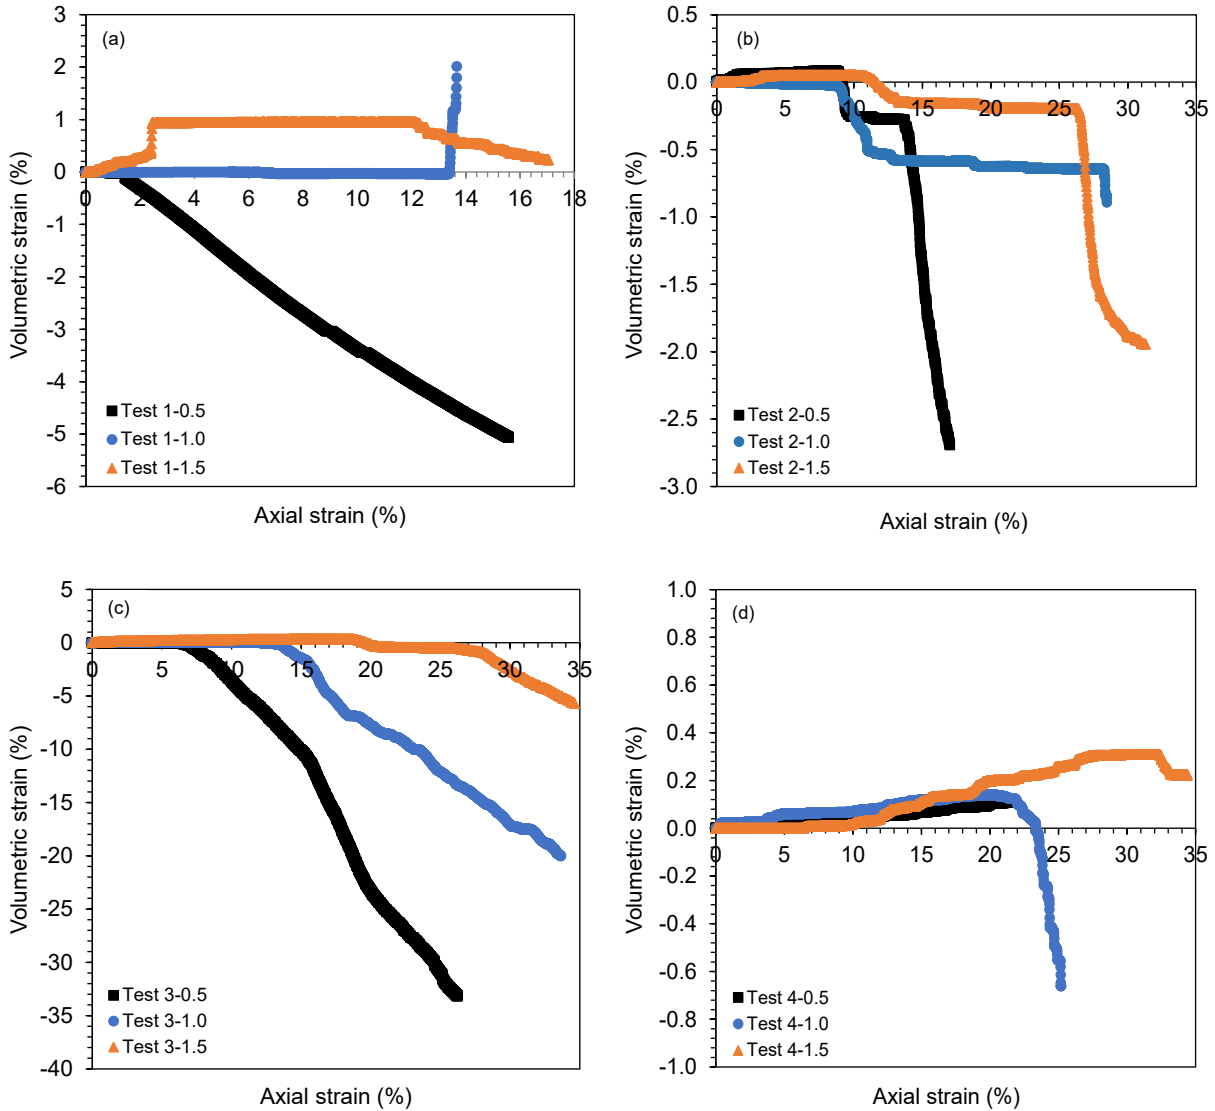 (a)
3
2
1
0
-1
-2
-3
-4
-5
-6
0 2 4 6 8 10 12 14 16 18
Volumetric strain (%)
Axial strain (%)
Test 1-0.5
Test 1-1.0
Test 1-1.5
(b)
0.5
0.0
-0.5
-1.0
-1.5
-2.0
-2.5
-3.0
0 5 10 15 20 25 30 35
Volumetric strain (%)
Axial strain (%)
Test 2-0.5
Test 2-1.0
Test 2-1.5
(c)
5
0
-5
-10
-15
-20
-25
-30
-35
-40
0 5 10 15 20 25 30 35
Volumetric strain (%)
Axial strain (%)
Test 3-0.5
Test 3-1.0
Test 3-1.5
(d)
1.0
0.8
0.6
0.4
0.2
0.0
-0.2
-0.4
-0.6
-0.8
-1.0
0 5 10 15 20 25 30 35
Volumetric strain (%)
Axial strain (%)
Test 4-0.5
Test 4-1.0
Test 4-1.5